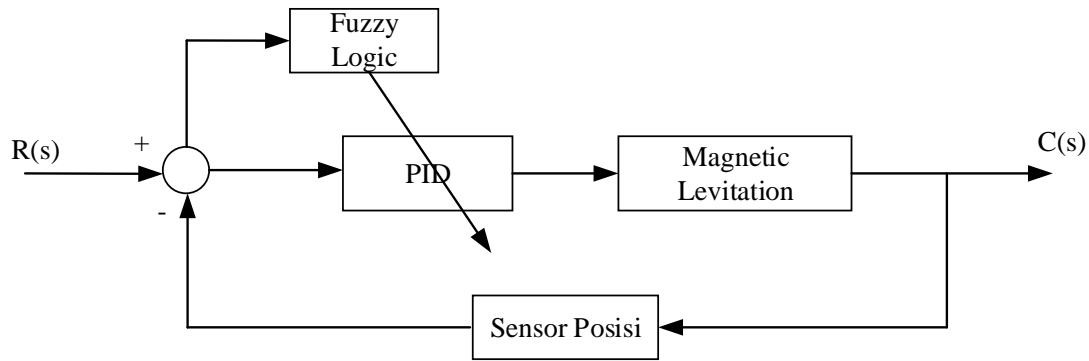 Fuzzy
Logic
R(s)
+
-
PID
Magnetic
Levitation
C(s)
Sensor Posisi